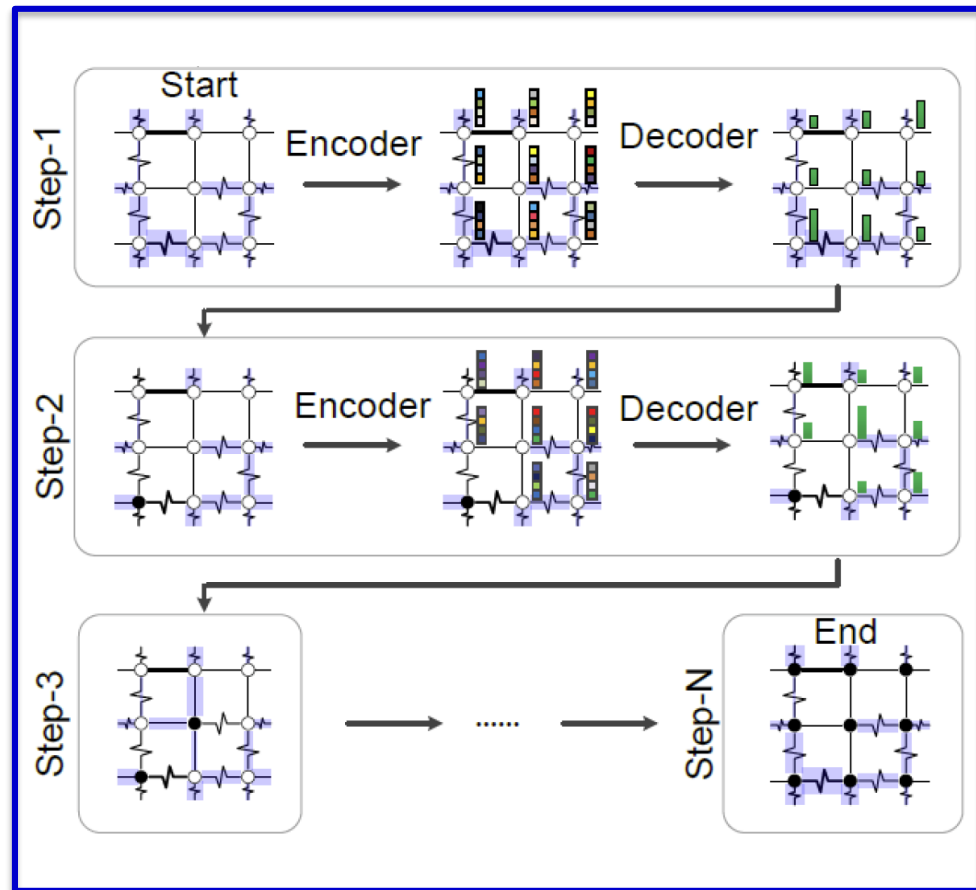 Start
Step-1
Encoder
Decoder
Step-2
Encoder
Decoder
Step-3
......
Step-N
End